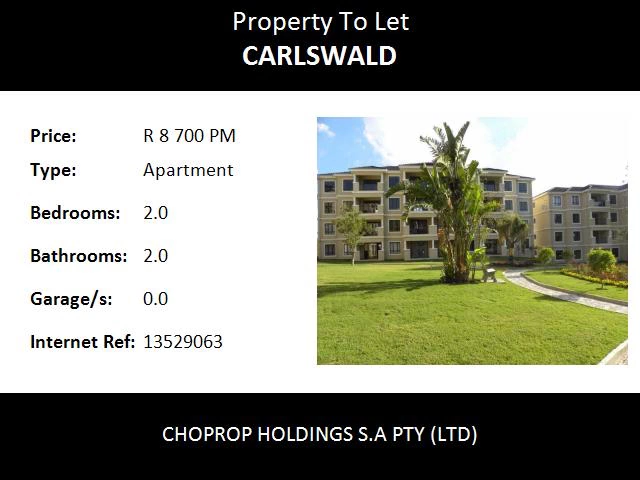 Property To Let
CARLSWALD
Price: R 8 700 PM
Type: Apartment
Bedrooms: 2.0
Bathrooms: 2.0
Garage/s: 0.0
Internet Ref: 13529063
CHOPROP HOLDINGS S.A PTY (LTD)